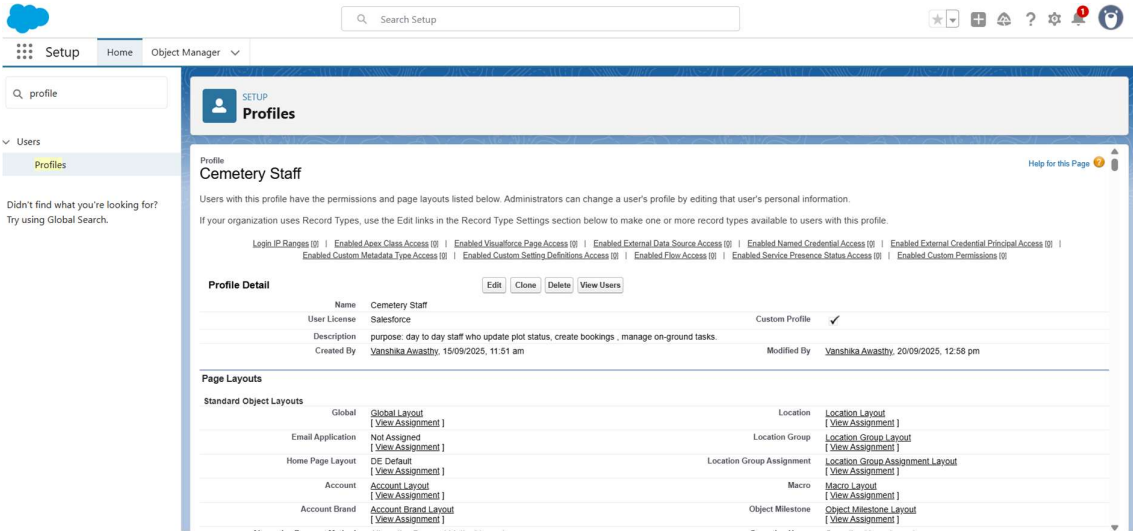 Search Setup
1
Setup
Home
Object Manager
profile
Users
Profiles
Didn't find what you're looking for?
Try using Global Search.
SETUP
Profiles
Profile
Cemetery Staff
Help for this Page
Users with this profile have the permissions and page layouts listed below. Administrators can change a user's profile by editing that user's personal information.
If your organization uses Record Types, use the Edit links in the Record Type Settings section below to make one or more record types available to users with this profile.
Login IP Ranges [0] | Enabled Apex Class Access [0] | Enabled Visualforce Page Access [0] | Enabled External Data Source Access [0] | Enabled Named Credential Access [0] | Enabled External Credential Principal Access [0] |
Enabled Custom Metadata Type Access [0] | Enabled Custom Setting Definitions Access [0] | Enabled Flow Access [0] | Enabled Service Presence Status Access [0] | Enabled Custom Permissions [0]
Profile Detail Edit Clone Delete View Users
Name Cemetery Staff
User License Salesforce Custom Profile ✓
Description purpose: day to day staff who update plot status, create bookings , manage on-ground tasks.
Created By Vanshika Awasthy, 15/09/2025, 11:51 am Modified By Vanshika Awasthy, 20/09/2025, 12:58 pm
Page Layouts
Standard Object Layouts
Global Global Layout Location Location Layout
[ View Assignment ] [ View Assignment ]
Email Application Not Assigned Location Group Location Group Layout
[ View Assignment ] [ View Assignment ]
Home Page Layout DE Default Location Group Assignment Location Group Assignment Layout
[ View Assignment ] [ View Assignment ]
Account Account Layout Macro Macro Layout
[ View Assignment ] [ View Assignment ]
Account Brand Account Brand Layout Object Milestone Object Milestone Layout
[ View Assignment ] [ View Assignment ]